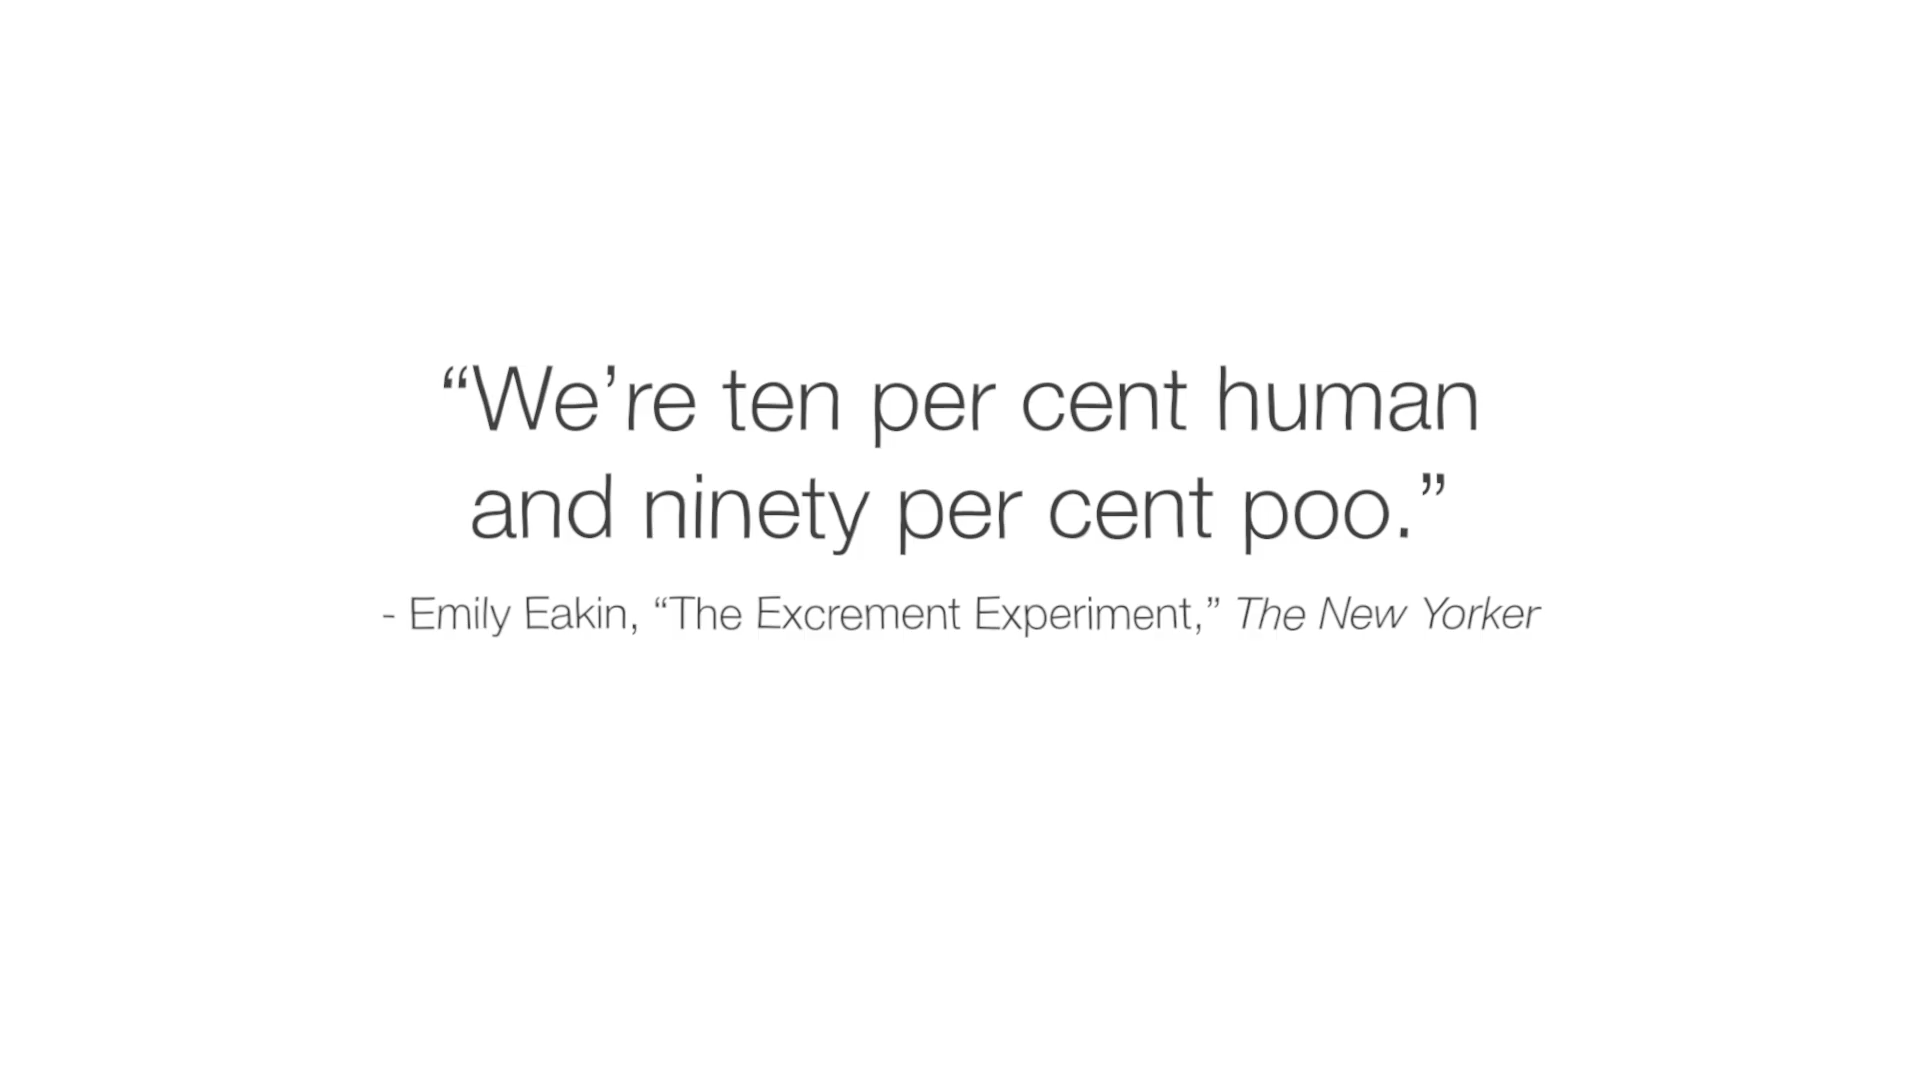 “We’re ten per cent human
and ninety per cent poo.”
- Emily Eakin, “The Excrement Experiment,” The New Yorker